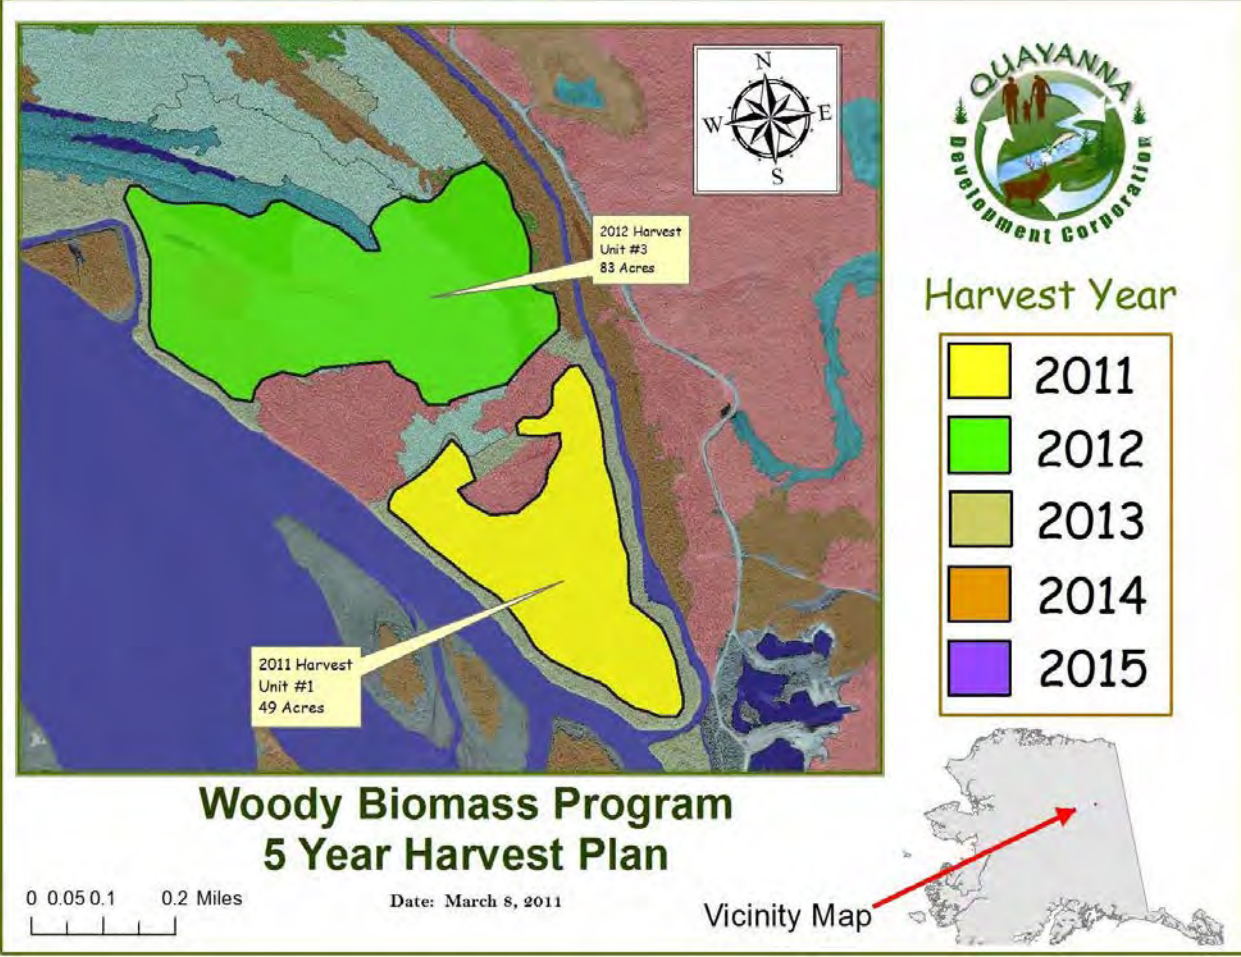 N
W E
S
2012 Harvest
Unit #3
83 Acres
2011 Harvest
Unit #1
49 Acres
QUAYANNA
Development Corporation
Harvest Year
2011
2012
2013
2014
2015
Woody Biomass Program
5 Year Harvest Plan
Date: March 8, 2011
0 0.05 0.1 0.2 Miles
Vicinity Map